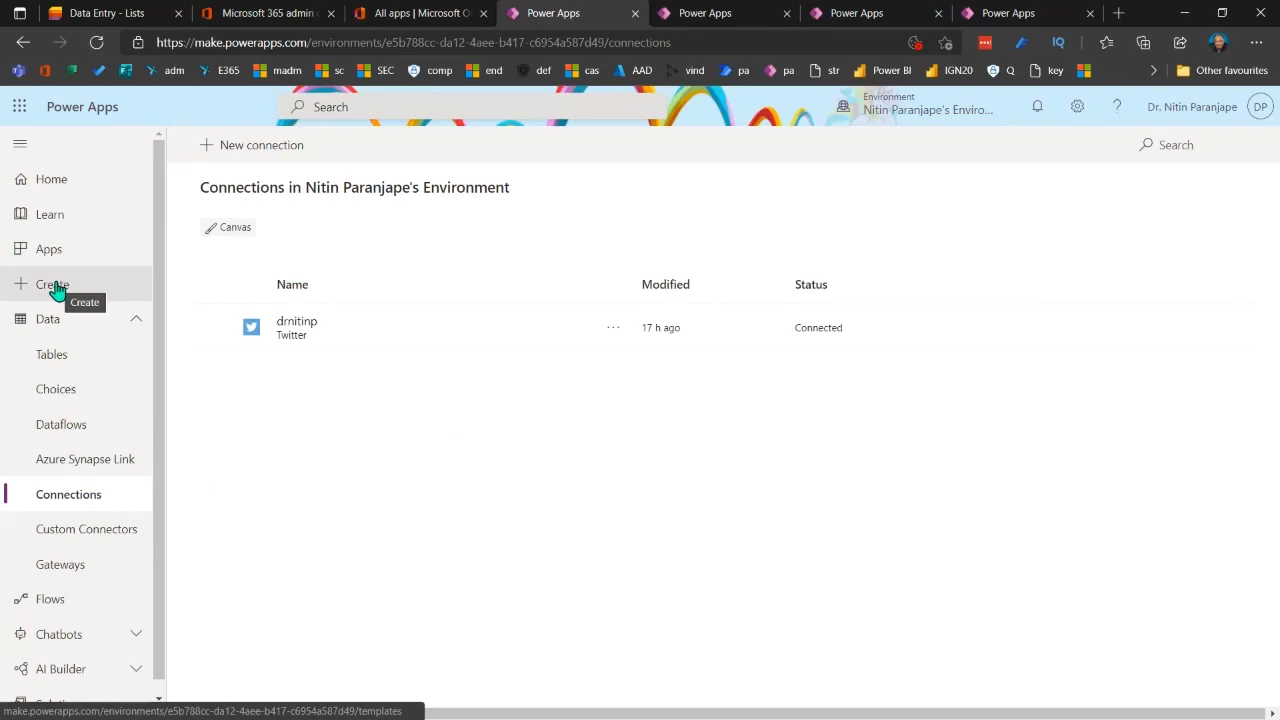 Data Entry - Lists
Microsoft 365 admin c
All apps | Microsoft O
Power Apps
Power Apps
Power Apps
Power Apps
https://make.powerapps.com/environments/e5b788cc-da12-4aee-b417-c6954a587d49/connections
IQ
adm
E365
madm
sc
SEC
comp
end
def
cas
AAD
vind
pa
pa
str
Power BI
IGN20
Q
key
Other favourites
Power Apps
Search
Environment
Nitin Paranjape's Enviro...
?
Dr. Nitin Paranjape
DP
New connection
Search
Home
Learn
Apps
Create
Create
Data
Tables
Choices
Dataflows
Azure Synapse Link
Connections
Custom Connectors
Gateways
Flows
Chatbots
AI Builder
Connections in Nitin Paranjape's Environment
Canvas
Name
Modified
Status
drnitinp
Twitter
...
17 h ago
Connected
make.powerapps.com/environments/e5b788cc-da12-4aee-b417-c6954a587d49/templates